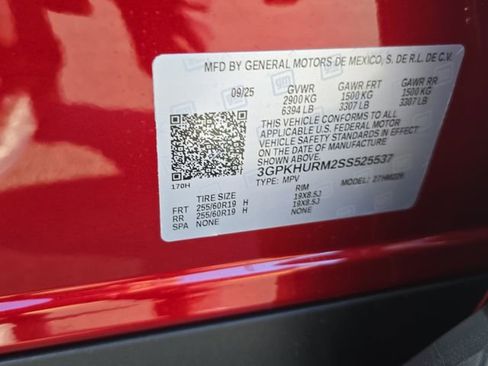 MFD BY GENERAL MOTORS DE MEXICO, S. DE R.L. DE C.V.
09/25 GVWR GAWR FRT GAWR RR
2900 KG 1500 KG 1500 KG
6394 LB 3307 LB 3307 LB
THIS VEHICLE CONFORMS TO ALL
APPLICABLE U.S. FEDERAL MOTOR
VEHICLE SAFETY STANDARDS IN EFFECT
ON THE DATE OF MANUFACTURE SHOWN ABOVE.
3GPKHURM2SS525537
170H TYPE: MPV MODEL: 27HM226
TIRE SIZE RIM
FRT 255/60R19 H 19X8.5J
RR 255/60R19 H 19X8.5J
SPA NONE NONE